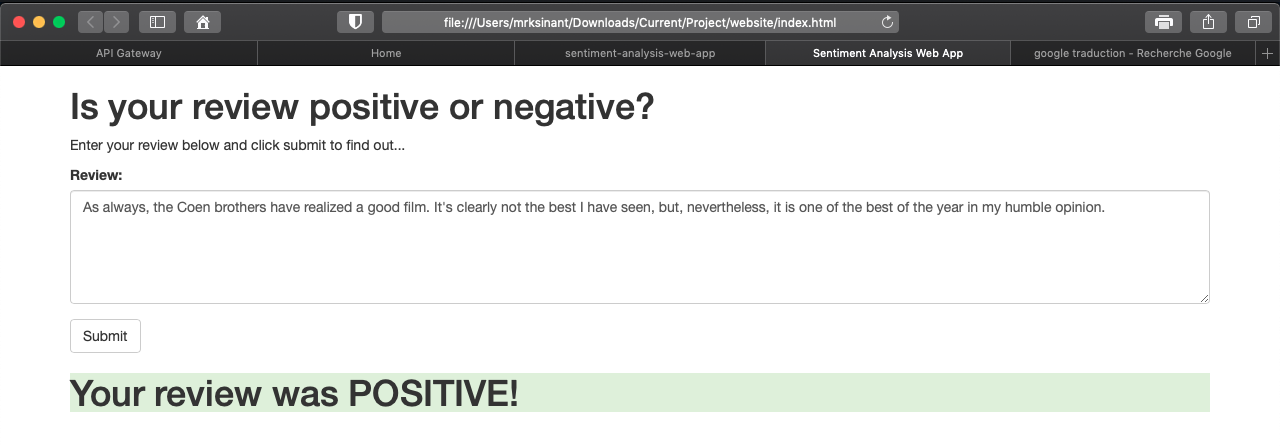 file:///Users/mrksinant/Downloads/Current/Project/website/index.html
API Gateway
Home
sentiment-analysis-web-app
Sentiment Analysis Web App
google traduction - Recherche Google
Is your review positive or negative?
Enter your review below and click submit to find out...
Review:
As always, the Coen brothers have realized a good film. It's clearly not the best I have seen, but, nevertheless, it is one of the best of the year in my humble opinion.
Submit
Your review was POSITIVE!